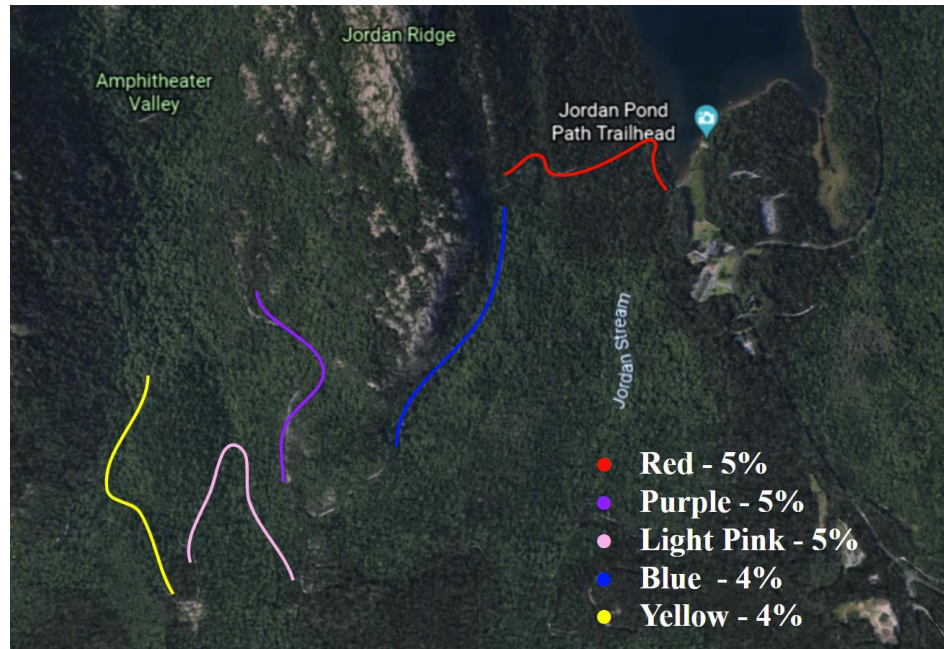 Jordan Ridge
Amphitheater
Valley
Jordan Pond
Path Trailhead
Jordan Stream
Red - 5%
Purple - 5%
Light Pink - 5%
Blue - 4%
Yellow - 4%